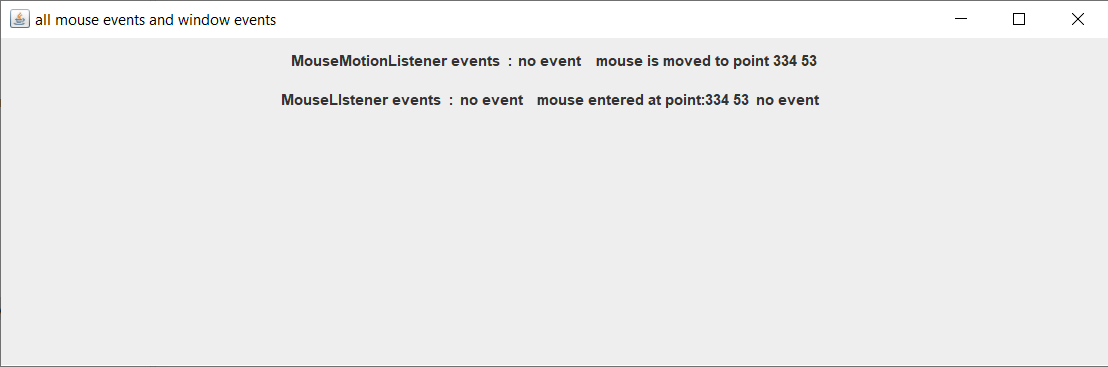 all mouse events and window events
MouseMotionListener events : no event mouse is moved to point 334 53
MouseLIstener events : no event mouse entered at point:334 53 no event